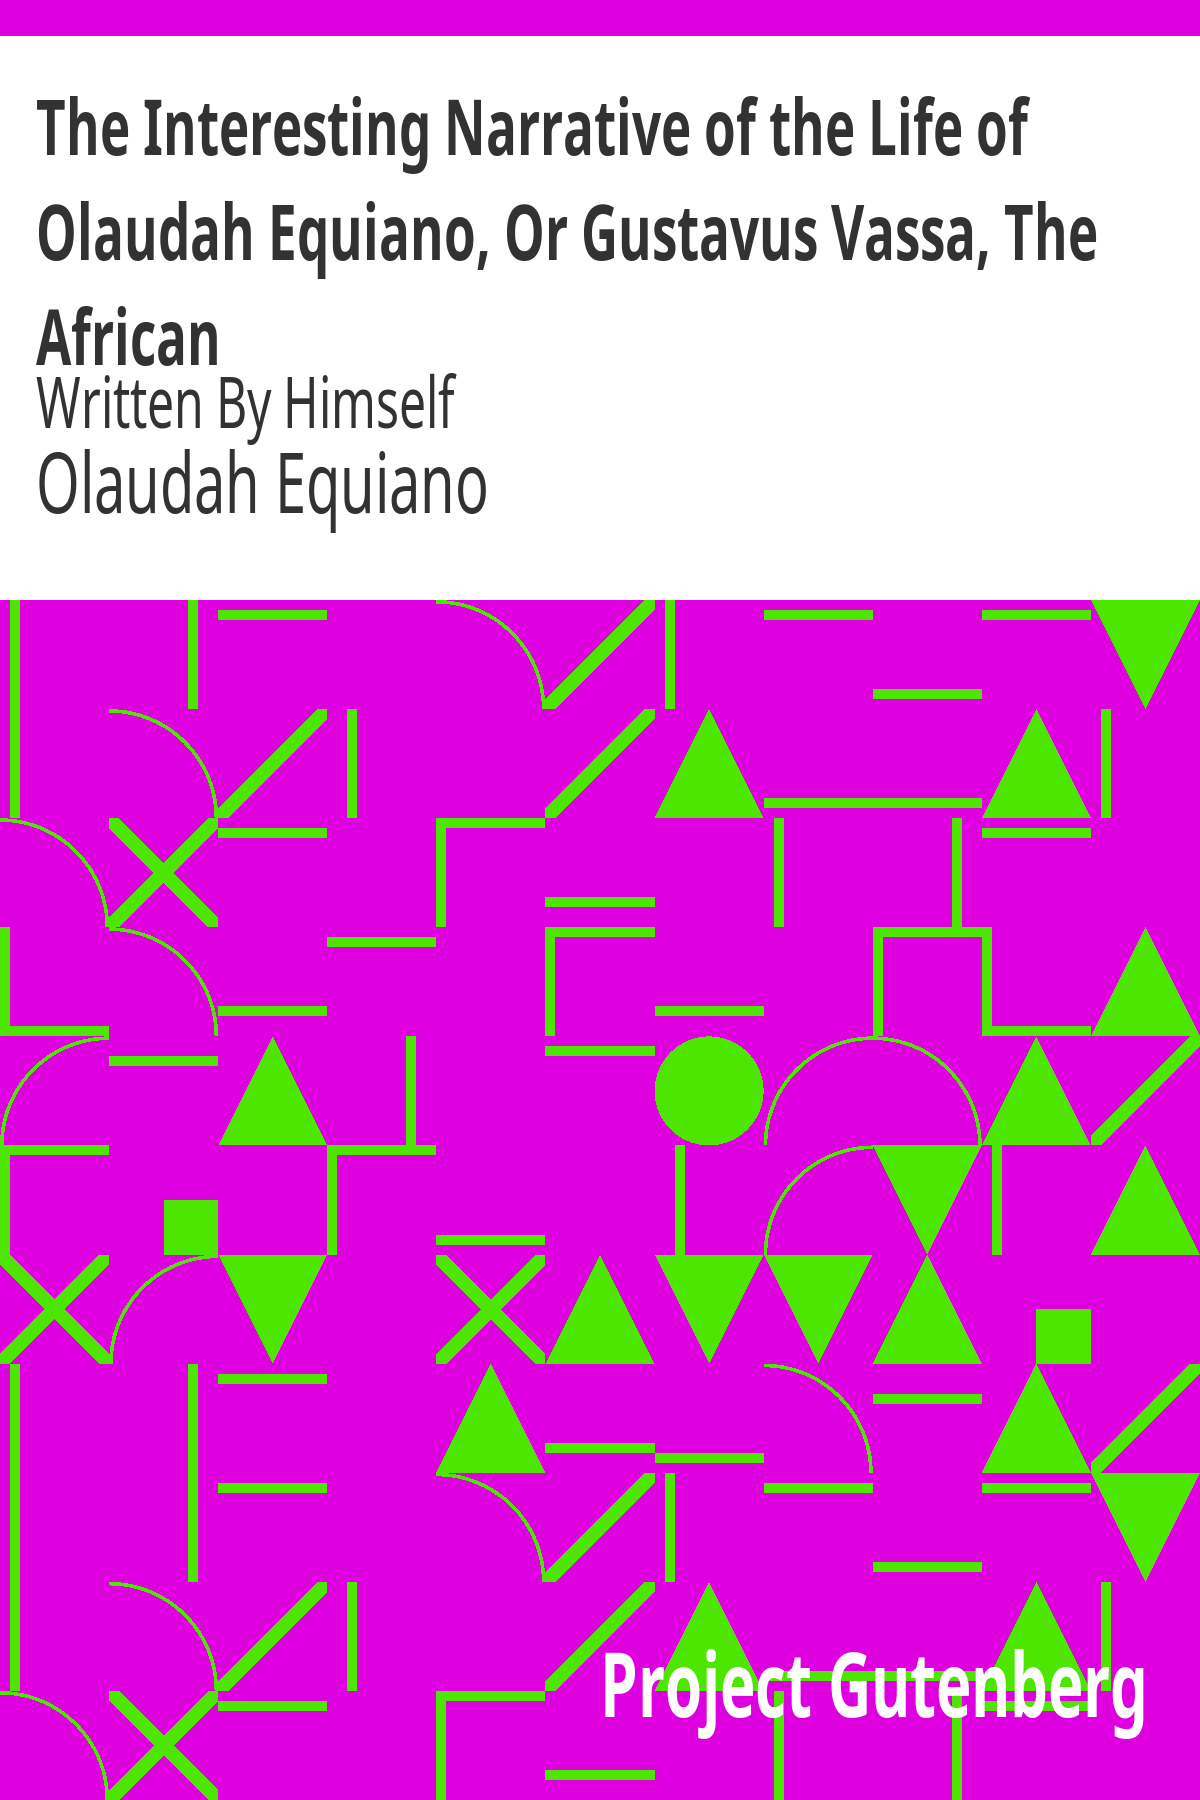 The Interesting Narrative of the Life of
Olaudah Equiano, Or Gustavus Vassa, The
African
Written By Himself
Olaudah Equiano
Project Gutenberg